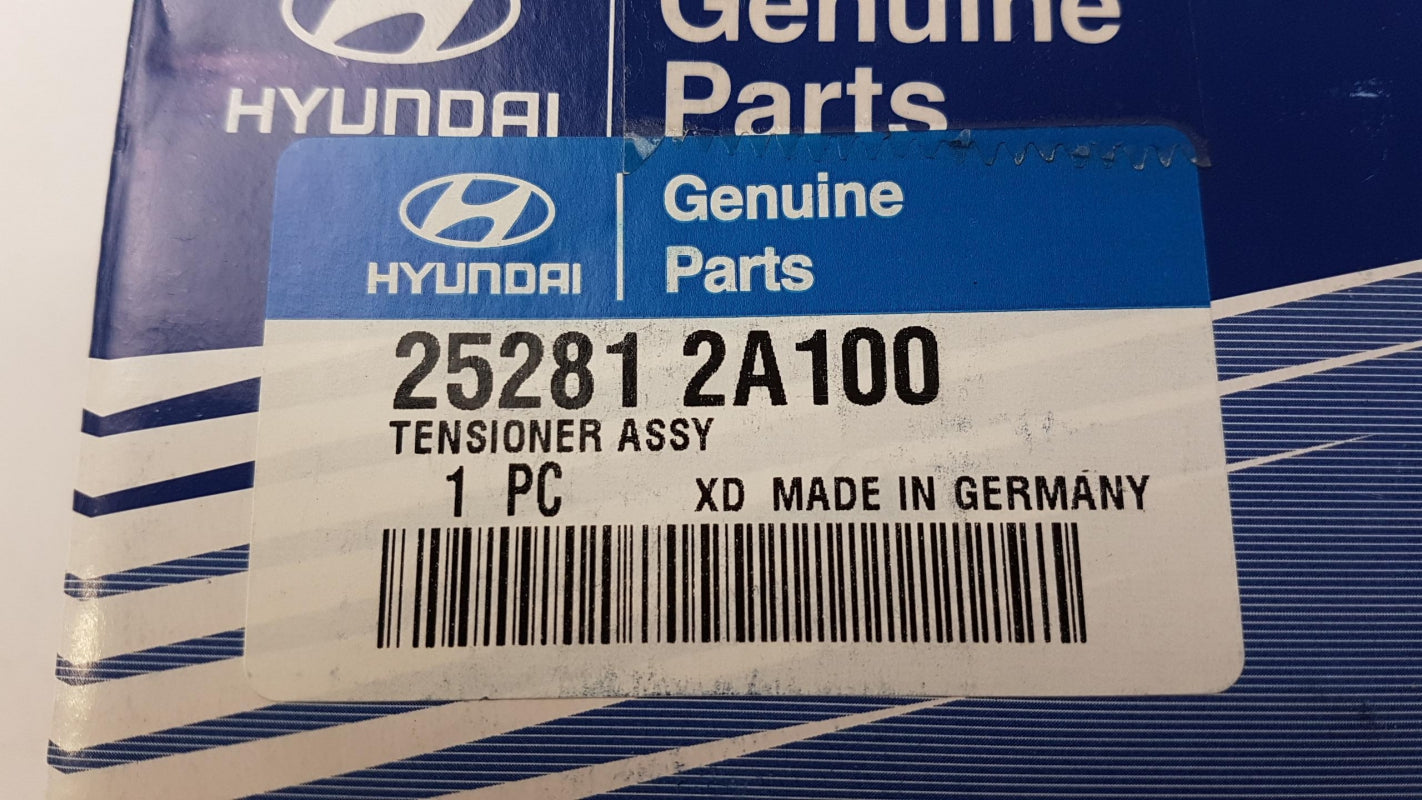 HYUNDAI
Genuine
Parts
HYUNDAI
Genuine
Parts
25281 2A100
TENSIONER ASSY
1 PC XD MADE IN GERMANY